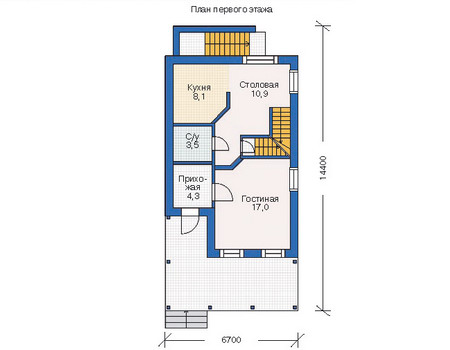 План первого этажа
Кухня
8,1
Столовая
10,9
С/у
3,5
Прихо-
жая
4,3
Гостиная
17,0
14400
6700